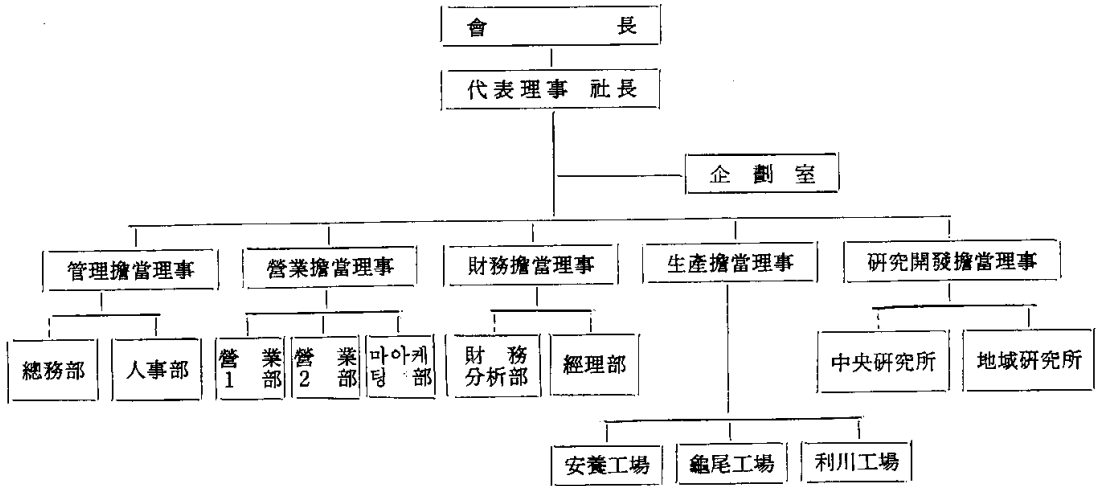 會 長
代表理事 社長
企劃室
管理擔當理事
營業擔當理事
財務擔當理事
生產擔當理事
硏究開發擔當理事
總務部
人事部
營業
1部
營業
2部
마아케
팅部
財務
分析部
經理部
中央硏究所
地域硏究所
安養工場
龜尾工場
利川工場